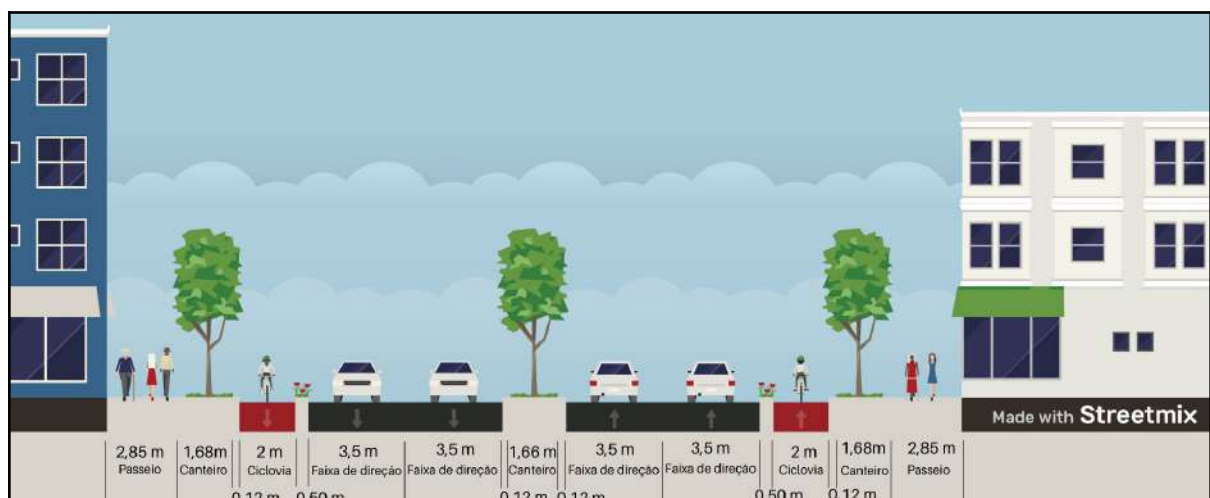 Made with Streetmix
2,85 m 1,68m 2 m 3,5 m 3,5 m 1,66 m 3,5 m 3,5 m 2 m 1,68m 2,85 m
Passeio Canteiro Ciclovia Faixa de direção Faixa de direção Canteiro Faixa de direção Faixa de direção Ciclovia Canteiro Passeio
0,12 m 0,50 m 0,12 m 0,12 m 0,50 m 0,12 m